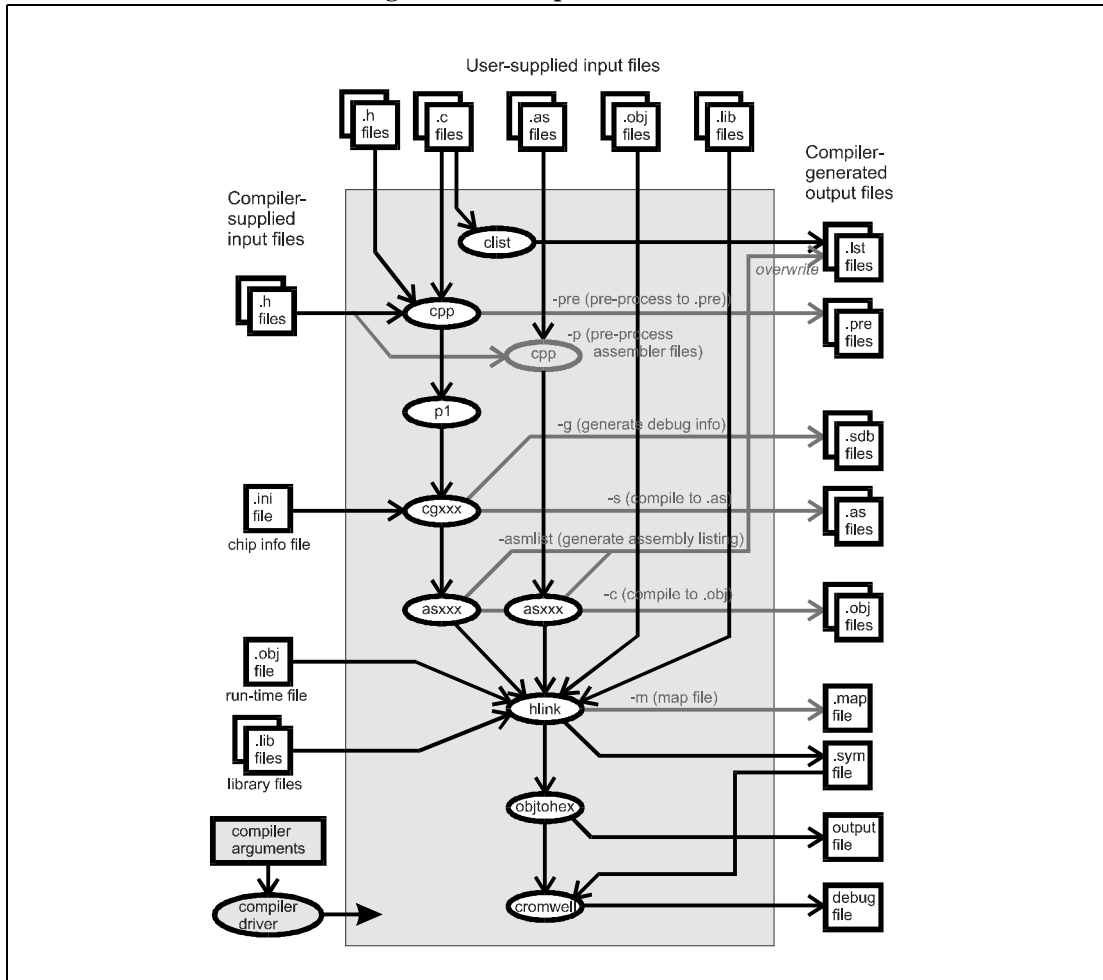 User-supplied input files
.h
files
.c
files
.as
files
.obj
files
.lib
files
Compiler-
generated
output files
Compiler-
supplied
input files
clist
.lst
files
overwrite
.h
files
cpp
-pre (pre-process to .pre))
.pre
files
-p (pre-process
assembler files)
cpp
p1
-g (generate debug info)
.sdb
files
.ini
file
chip info file
cgxxx
-s (compile to .as)
.as
files
-asmlist (generate assembly listing)
asxxx
asxxx
-c (compile to .obj)
.obj
files
.obj
file
run-time file
hlink
-m (map file)
.map
file
.lib
files
library files
.sym
file
objtohex
output
file
compiler
arguments
compiler
driver
cromwell
debug
file